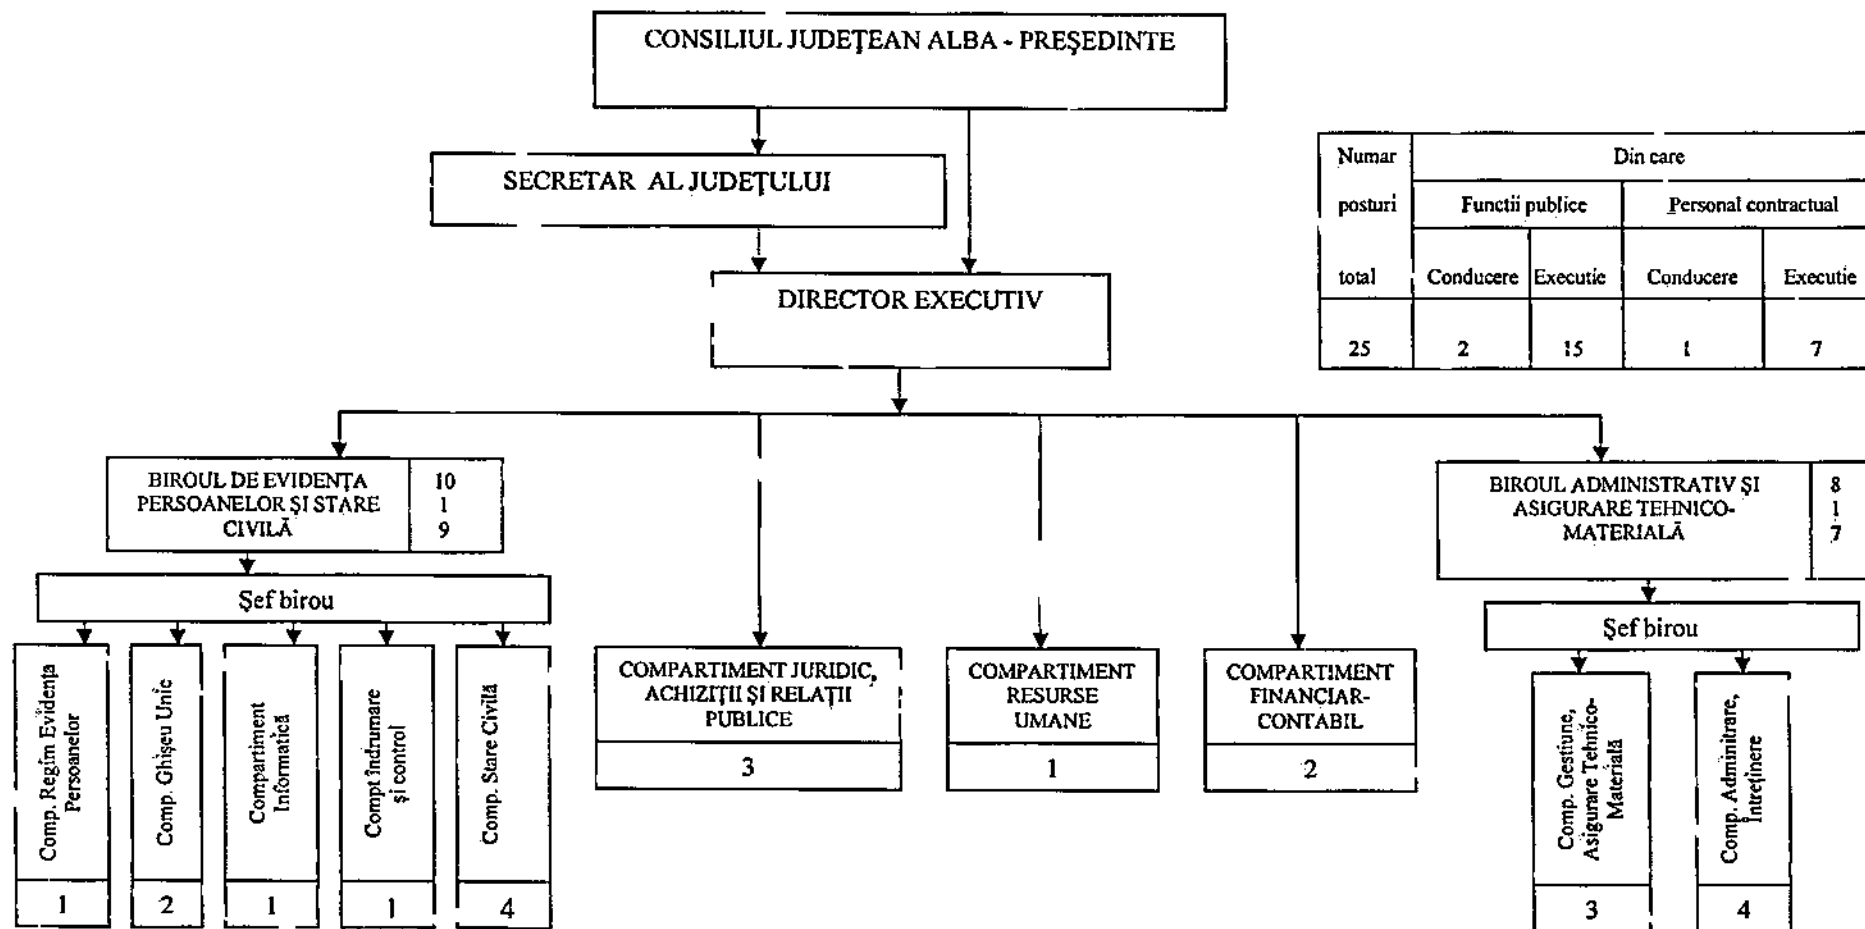 CONSILIUL JUDEŢEAN ALBA - PREŞEDINTE
SECRETAR AL JUDEŢULUI
DIRECTOR EXECUTIV
Numar
posturi
total
Din care
Functii publice
Personal contractual
Conducere
Executie
Conducere
Executie
25
2
15
1
7
BIROUL DE EVIDENŢA
PERSOANELOR ŞI STARE
CIVILĂ
10
1
9
Şef birou
Comp. Regim Evidenţa
Persoanelor
1
Comp. Ghişeu Unic
2
Compartiment
Informatică
1
Compt îndrumare
şi control
1
Comp. Stare Civilă
4
COMPARTIMENT JURIDIC,
ACHIZIŢII ŞI RELAŢII
PUBLICE
3
COMPARTIMENT
RESURSE
UMANE
1
COMPARTIMENT
FINANCIAR-
CONTABIL
2
BIROUL ADMINISTRATIV ŞI
ASIGURARE TEHNICO-
MATERIALĂ
8
1
7
Şef birou
Comp. Gestiune,
Asigurare Tehnico-
Materială
3
Comp. Adminitrare,
Întreţinere
4